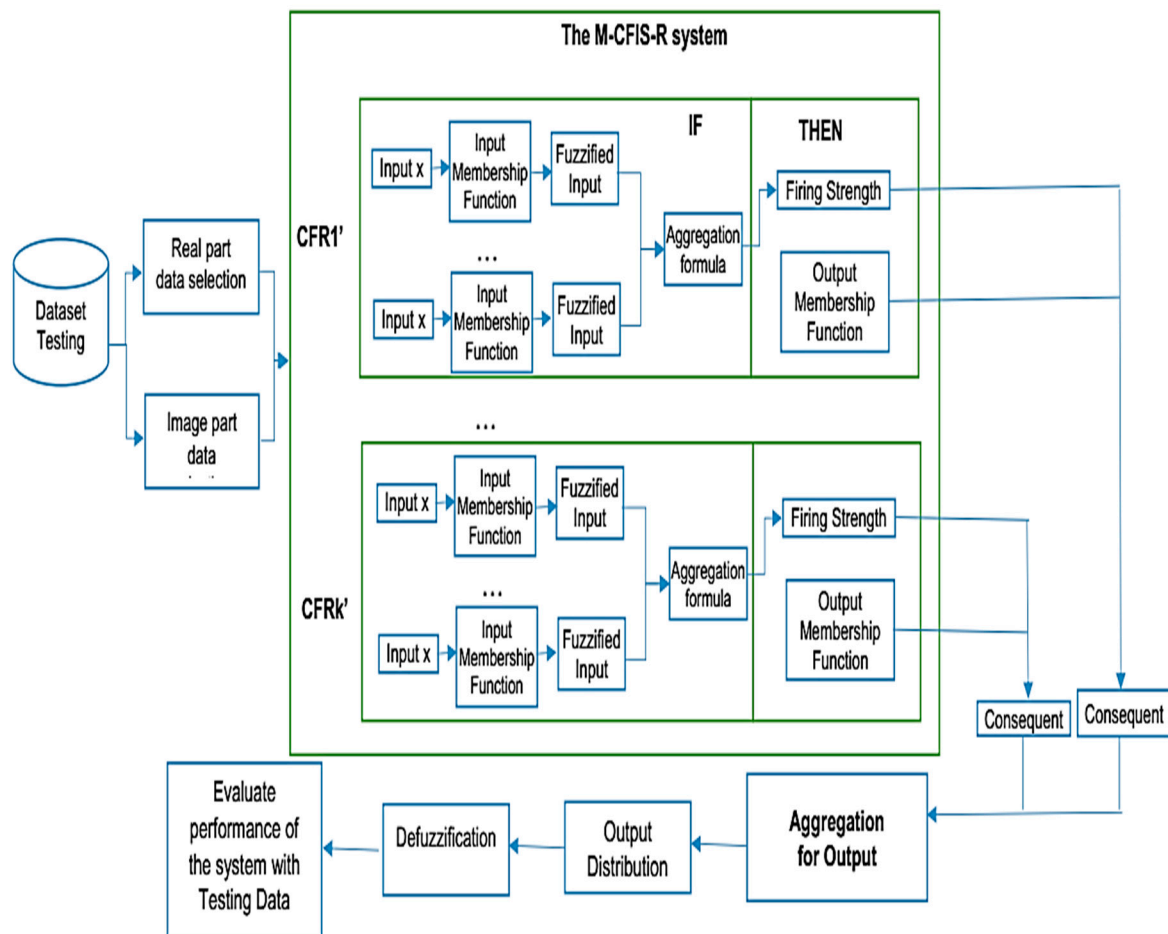 The M-CFIS-R system
IF
THEN
Input x
Input
Membership
Function
Fuzzified
Input
Firing Strength
CFR1’
Aggregation
formula
...
Input x
Input
Membership
Function
Fuzzified
Input
Output
Membership
Function
Dataset
Testing
Real part
data selection
Image part
data
...
Input x
Input
Membership
Function
Fuzzified
Input
Firing Strength
CFRk’
Aggregation
formula
...
Input x
Input
Membership
Function
Fuzzified
Input
Output
Membership
Function
Consequent
Consequent
Aggregation
for Output
Output
Distribution
Defuzzification
Evaluate
performance of
the system with
Testing Data